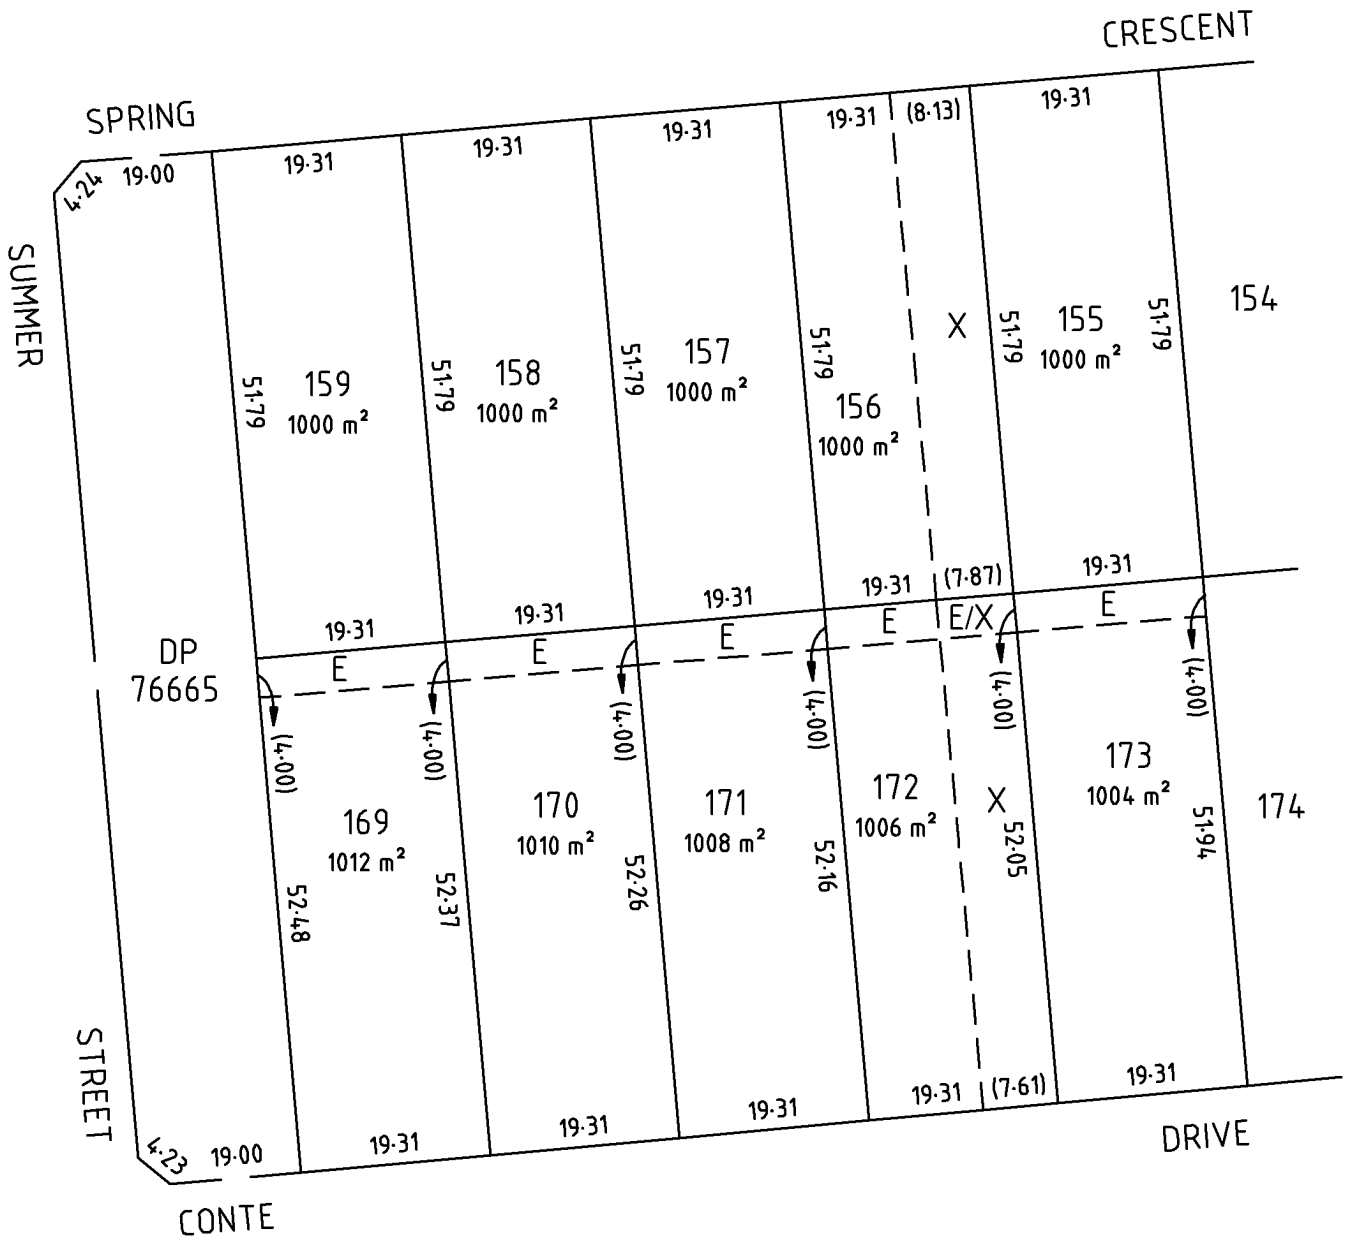 CRESCENT
SPRING
19·31
19·31
19·31
19·31
(8·13)
19·31
19·00
4·24
SUMMER
154
51·79
159
1000 m²
51·79
158
1000 m²
51·79
157
1000 m²
51·79
156
1000 m²
X
51·79
155
1000 m²
51·79
19·31
19·31
19·31
19·31
(7·87)
19·31
E
E
E
E
E/X
E
DP
76665
(4·00)
(4·00)
(4·00)
(4·00)
(4·00)
(4·00)
169
1012 m²
170
1010 m²
171
1008 m²
172
1006 m²
X
173
1004 m²
174
52·48
52·37
52·26
52·16
52·05
51·94
STREET
4·23
19·00
19·31
19·31
19·31
19·31
(7·61)
19·31
CONTE
DRIVE